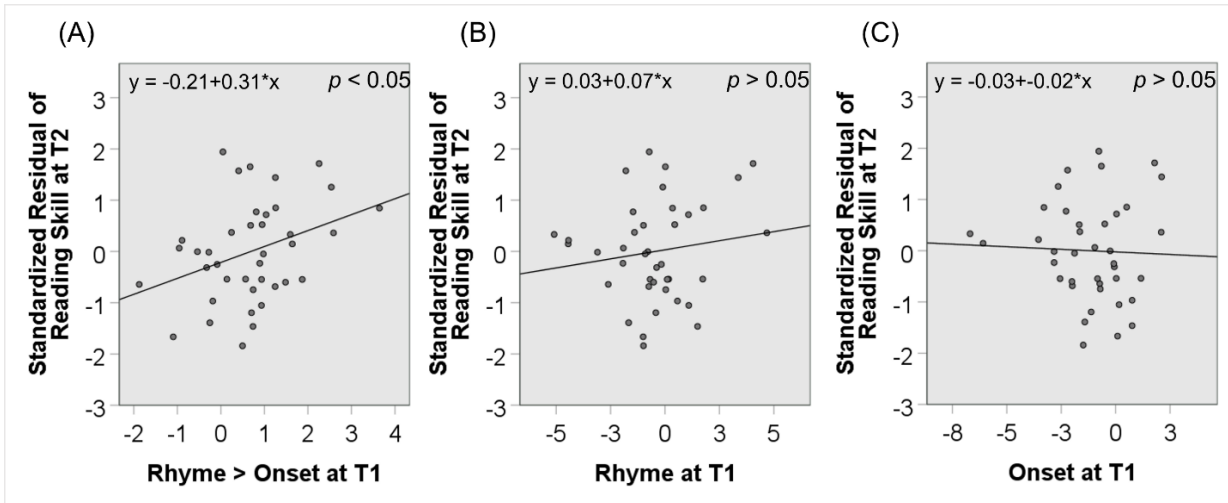 (A)
y = -0.21+0.31*x
p < 0.05
3
2
1
0
-1
-2
-3
Standardized Residual of
Reading Skill at T2
-2 -1 0 1 2 3 4
Rhyme > Onset at T1
(B)
y = 0.03+0.07*x
p > 0.05
3
2
1
0
-1
-2
-3
Standardized Residual of
Reading Skill at T2
-5 -3 0 3 5
Rhyme at T1
(C)
y = -0.03+-0.02*x
p > 0.05
3
2
1
0
-1
-2
-3
Standardized Residual of
Reading Skill at T2
-8 -5 -3 0 3
Onset at T1